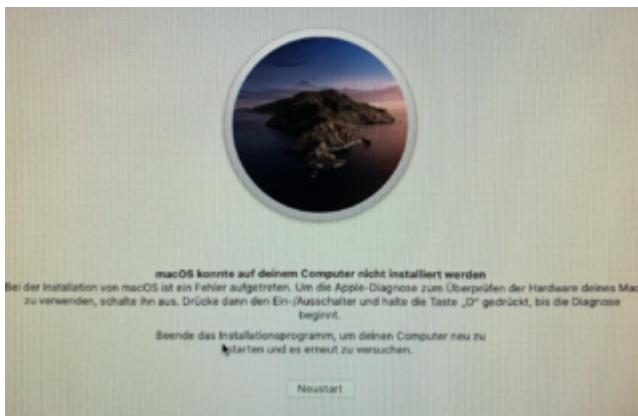 macOS konnte auf deinem Computer nicht installiert werden
Bei der Installation von macOS ist ein Fehler aufgetreten. Um die Apple-Diagnose zum Überprüfen der Hardware deines Mac
zu verwenden, schalte ihn aus. Drücke dann den Ein-/Ausschalter und halte die Taste „D“ gedrückt, bis die Diagnose
beginnt.
Beende das Installationsprogramm, um deinen Computer neu zu
starten und es erneut zu versuchen.
Neustart